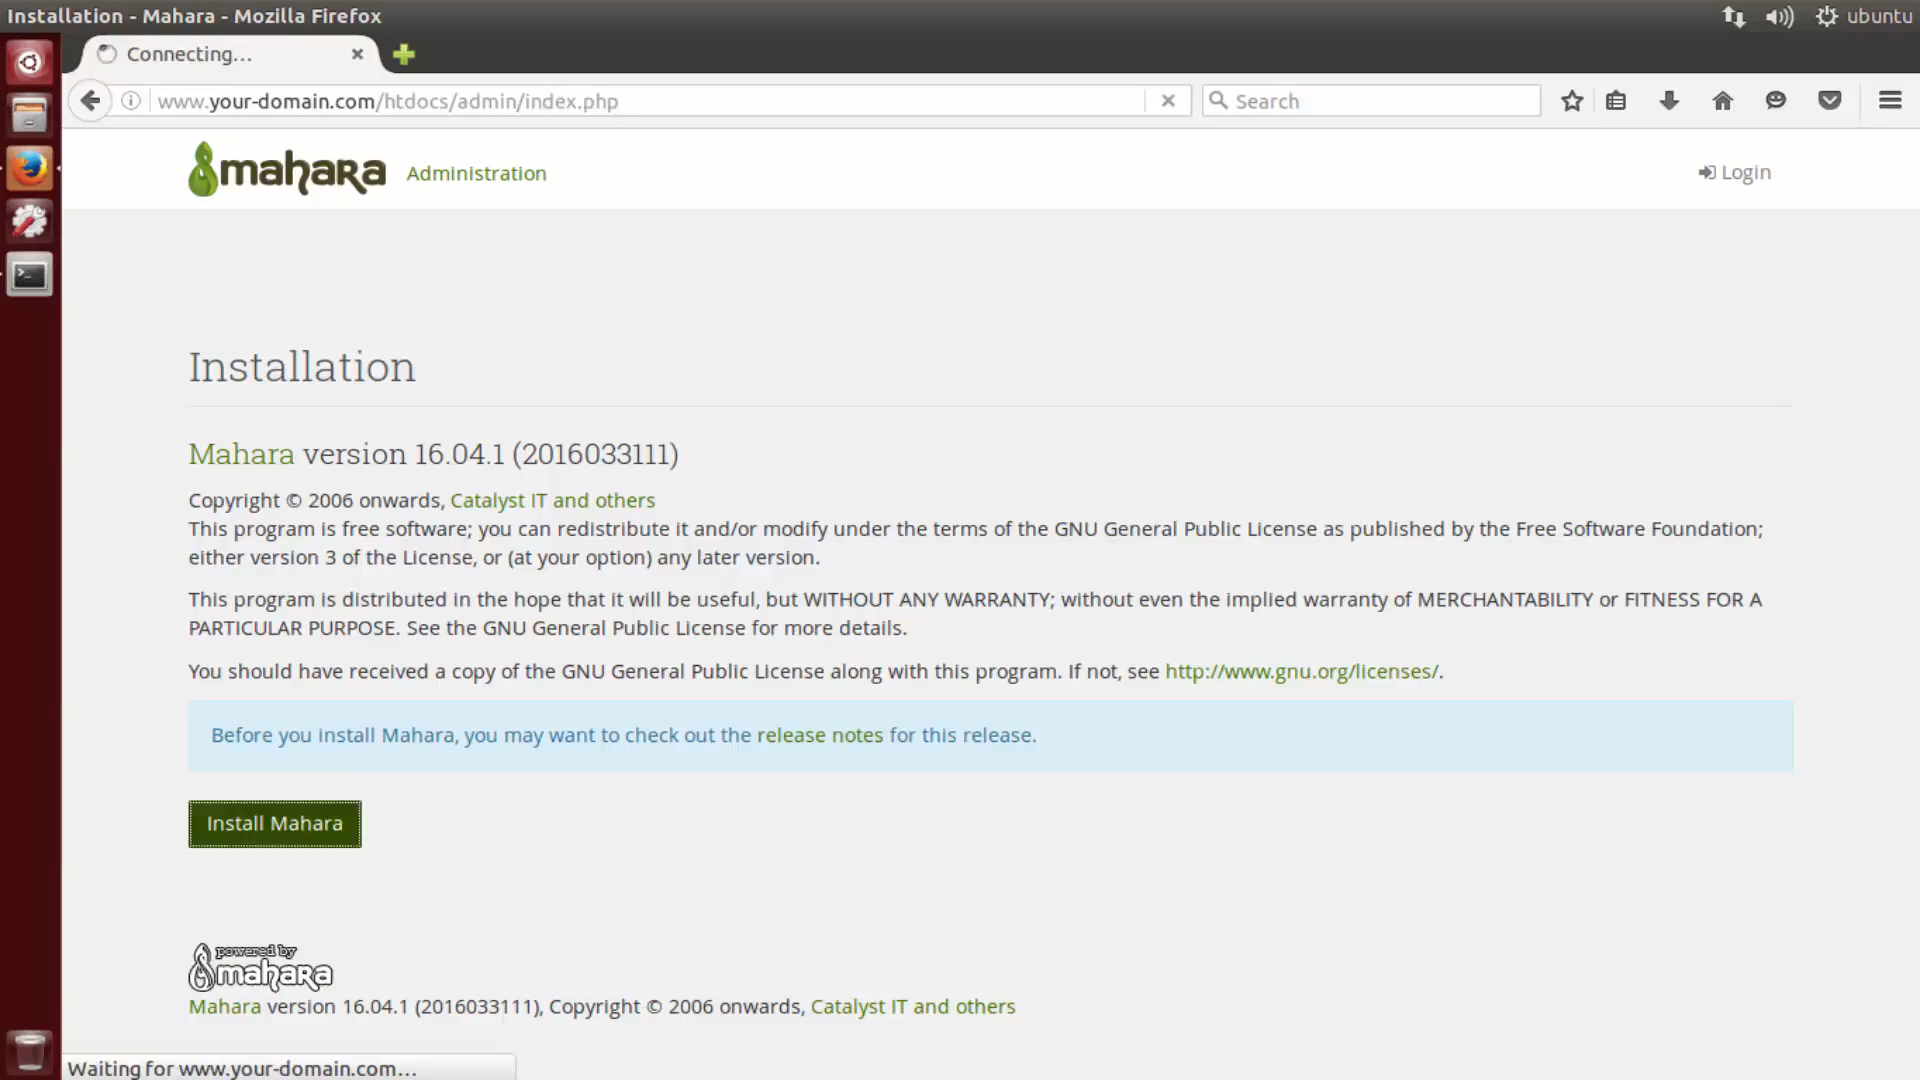 Installation - Mahara - Mozilla Firefox
ubuntu
Connecting…
www.your-domain.com/htdocs/admin/index.php
Search
mahara
Administration
Login
Installation
Mahara version 16.04.1 (2016033111)
Copyright © 2006 onwards, Catalyst IT and others
This program is free software; you can redistribute it and/or modify under the terms of the GNU General Public License as published by the Free Software Foundation;
either version 3 of the License, or (at your option) any later version.
This program is distributed in the hope that it will be useful, but WITHOUT ANY WARRANTY; without even the implied warranty of MERCHANTABILITY or FITNESS FOR A
PARTICULAR PURPOSE. See the GNU General Public License for more details.
You should have received a copy of the GNU General Public License along with this program. If not, see http://www.gnu.org/licenses/.
Before you install Mahara, you may want to check out the release notes for this release.
Install Mahara
powered by
mahara
Mahara version 16.04.1 (2016033111), Copyright © 2006 onwards, Catalyst IT and others
Waiting for www.your-domain.com…